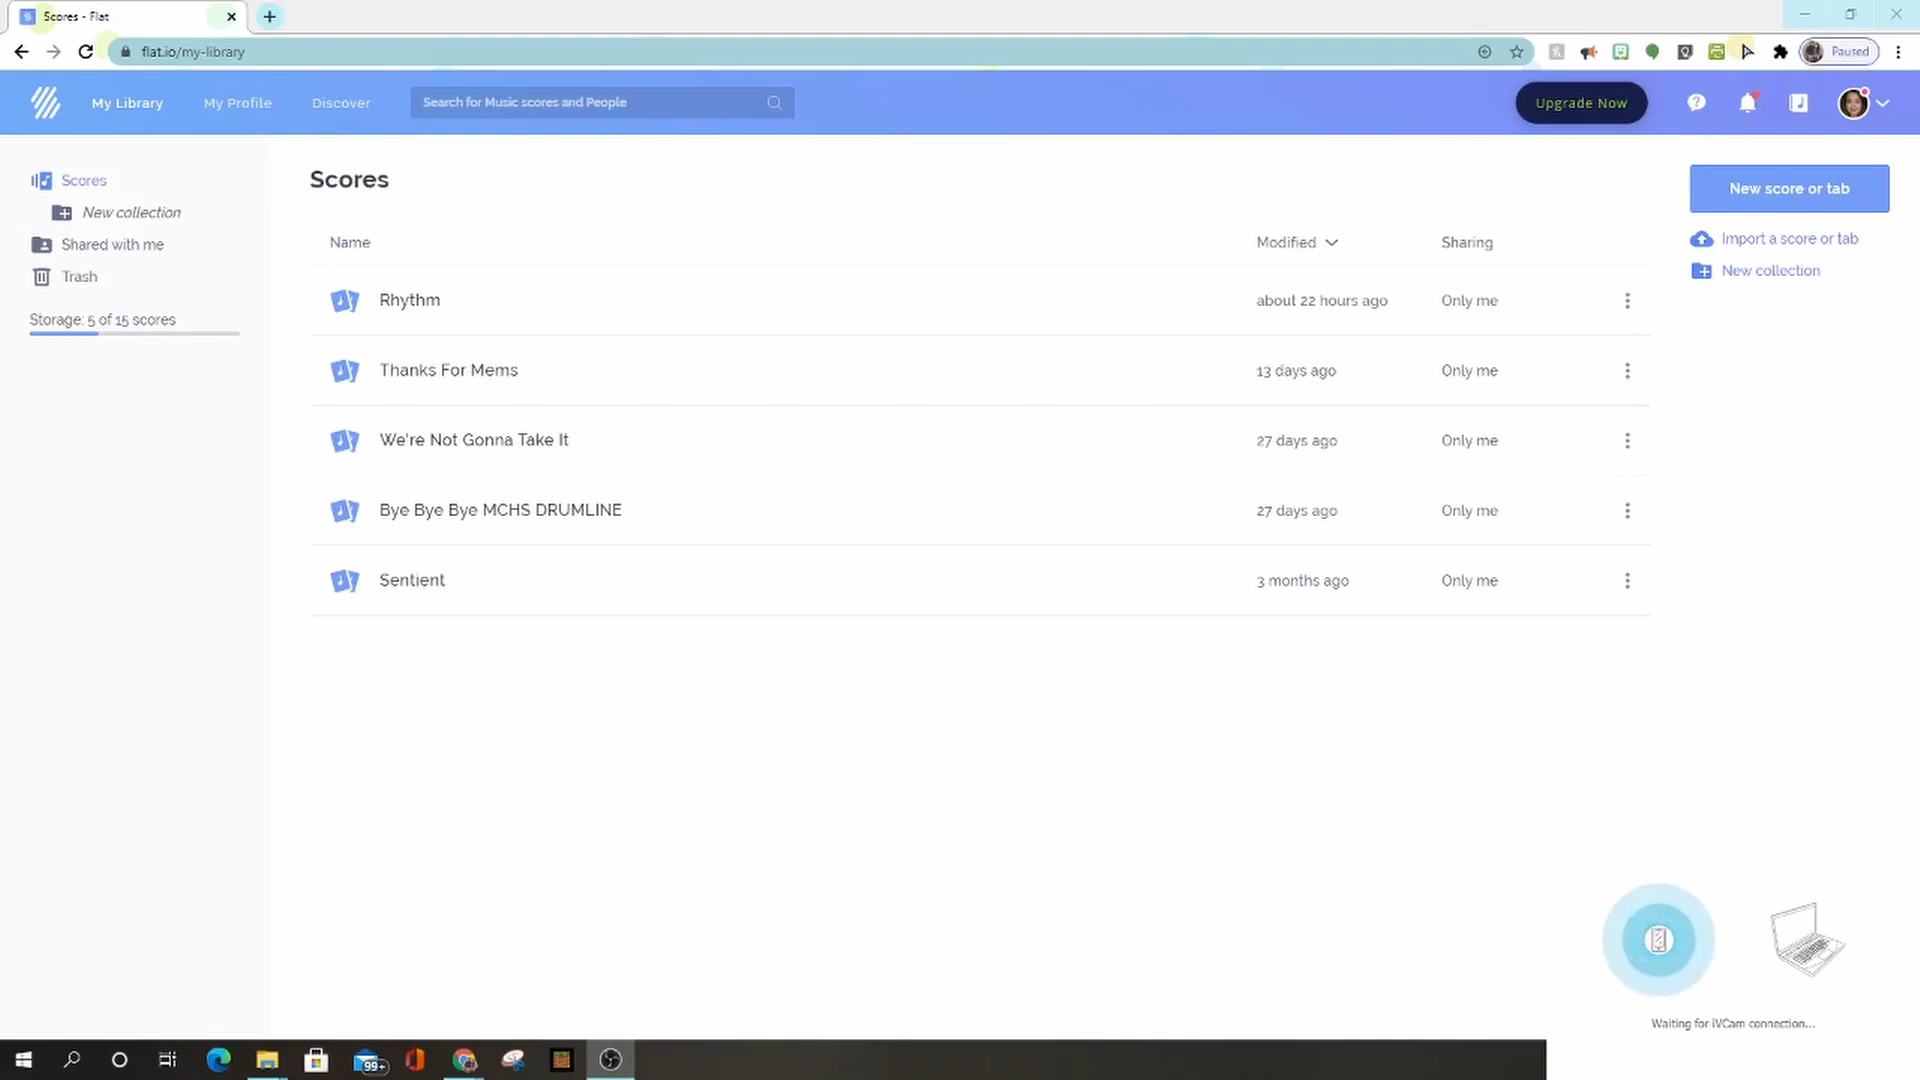 Scores - Flat
flat.io/my-library
Paused
My Library
My Profile
Discover
Search for Music scores and People
Upgrade Now
Scores
New collection
Shared with me
Trash
Storage: 5 of 15 scores
Scores
Name
Modified
Sharing
Rhythm
about 22 hours ago
Only me
Thanks For Mems
13 days ago
Only me
We're Not Gonna Take It
27 days ago
Only me
Bye Bye Bye MCHS DRUMLINE
27 days ago
Only me
Sentient
3 months ago
Only me
New score or tab
Import a score or tab
New collection
Waiting for iVCam connection...
99+